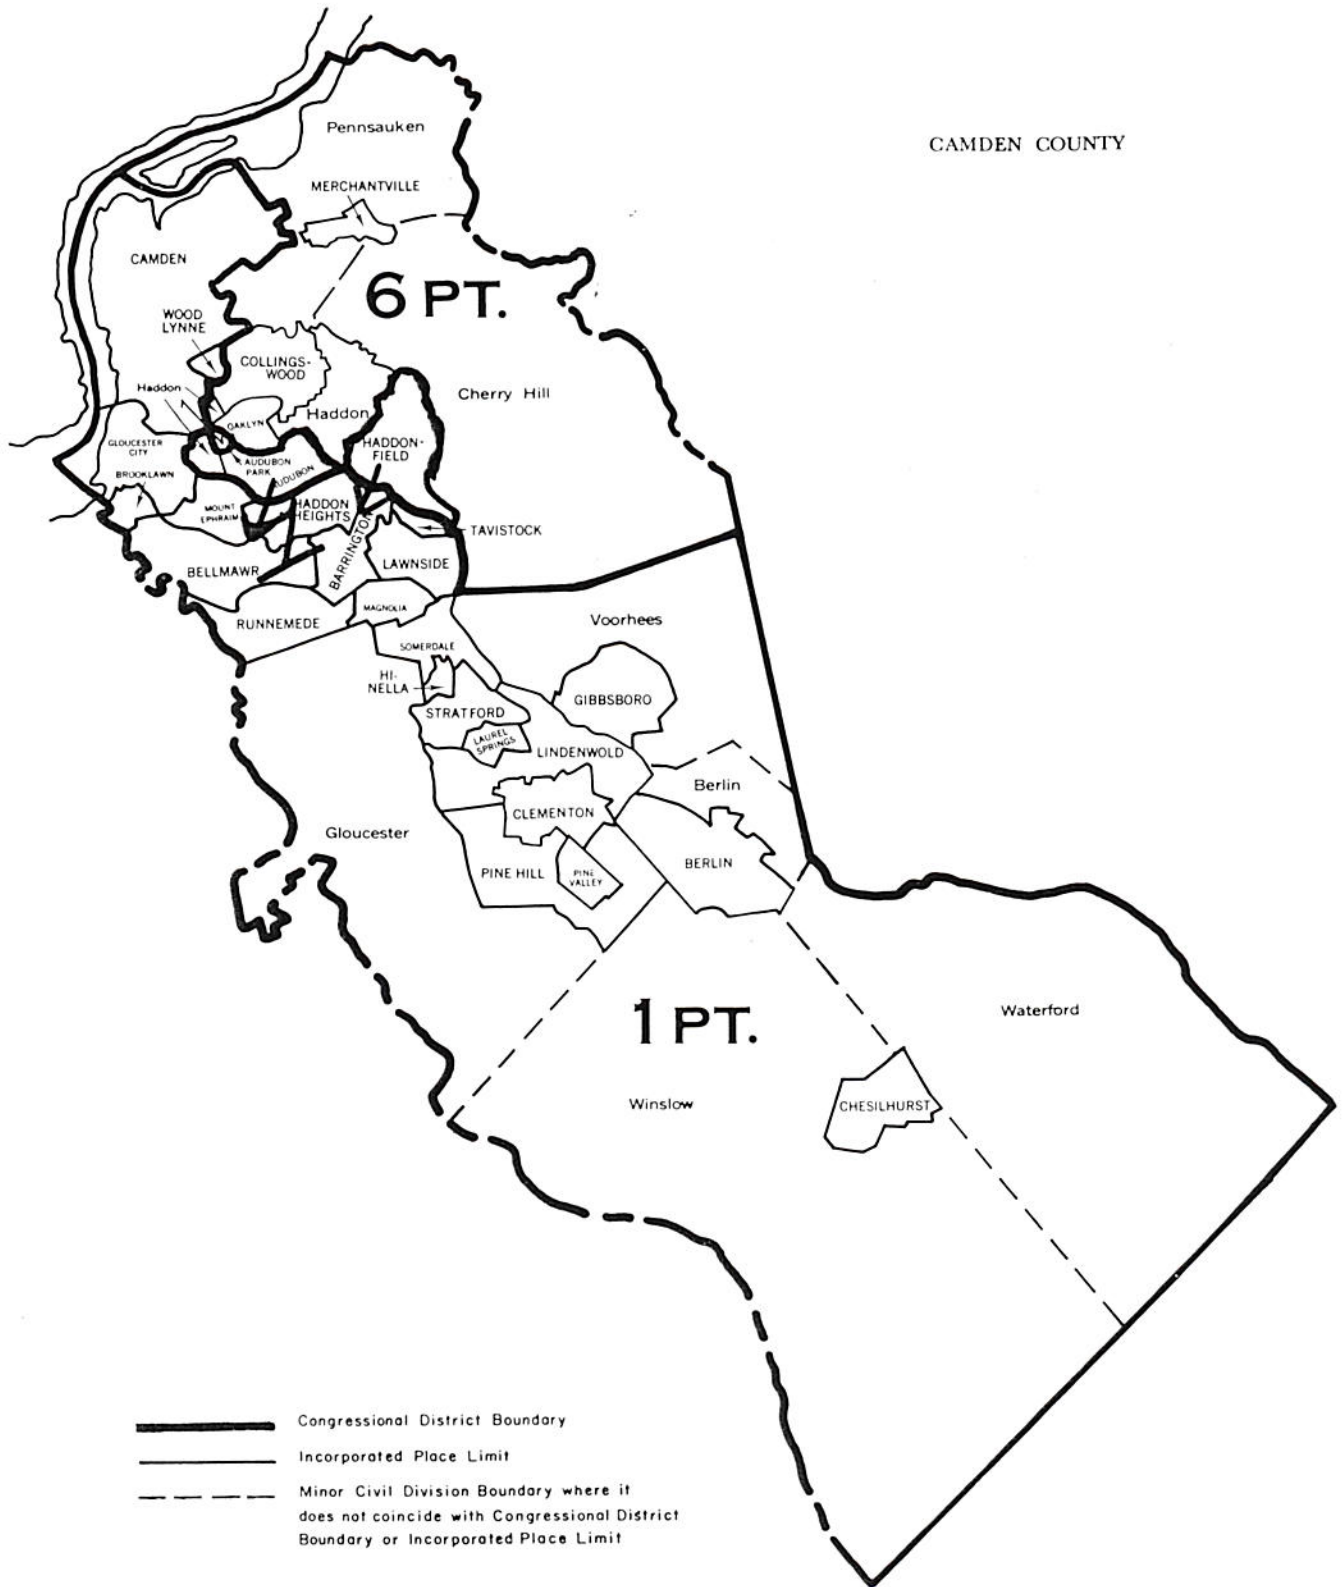 CAMDEN COUNTY
Pennsauken
MERCHANTVILLE
CAMDEN
6 PT.
WOOD
LYNNE
COLLINGS-
WOOD
Haddon
Cherry Hill
OAKLYN
Haddon
HADDON-
FIELD
GLOUCESTER
CITY
AUDUBON
PARK
BROOKLAWN
AUDUBON
MOUNT
EPHRAIM
HADDON
HEIGHTS
BARRINGTON
TAVISTOCK
BELLMAWR
LAWNSIDE
RUNNEMEDE
MAGNOLIA
Voorhees
SOMERDALE
HI-
NELLA
GIBBSBORO
STRATFORD
LAUREL
SPRINGS
LINDENWOLD
Berlin
CLEMENTON
Gloucester
PINE HILL
PINE
VALLEY
BERLIN
1 PT.
Waterford
Winslow
CHESILHURST
Congressional District Boundary
Incorporated Place Limit
Minor Civil Division Boundary where it
does not coincide with Congressional District
Boundary or Incorporated Place Limit